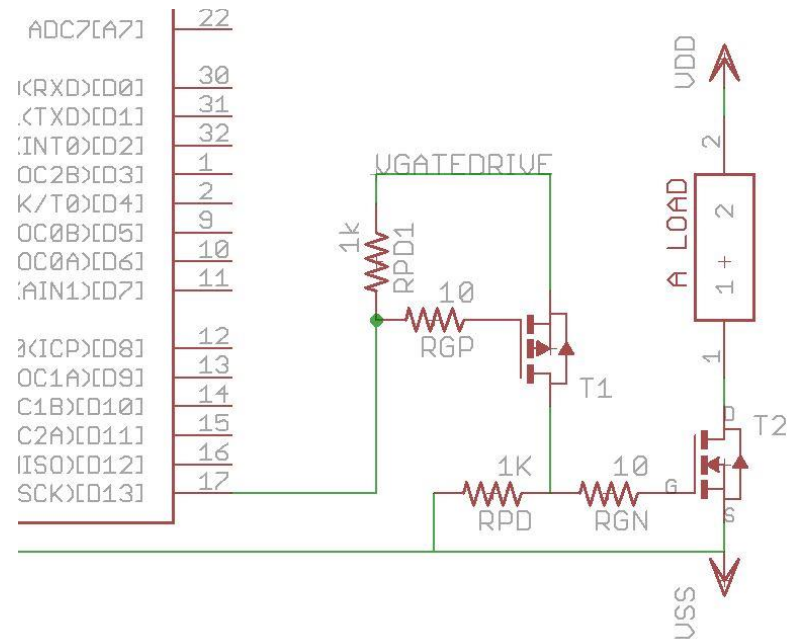 ADC7[A7] 22
(RXD)[D0] 30
(TXD)[D1] 31
INT0)[D2] 32
OC2B)[D3] 1
K/T0)[D4] 2
OC0B)[D5] 9
OC0A)[D6] 10
AIN1)[D7] 11
(ICP)[D8] 12
OC1A)[D9] 13
C1B)[D10] 14
C2A)[D11] 15
MISO)[D12] 16
SCK)[D13] 17
VGATEDRIVE
1k
RPD1
10
RGP
T1
1K
RPD
10
RGN
VDD
2
A LOAD
2
1 +
1
D
T2
G
S
VSS